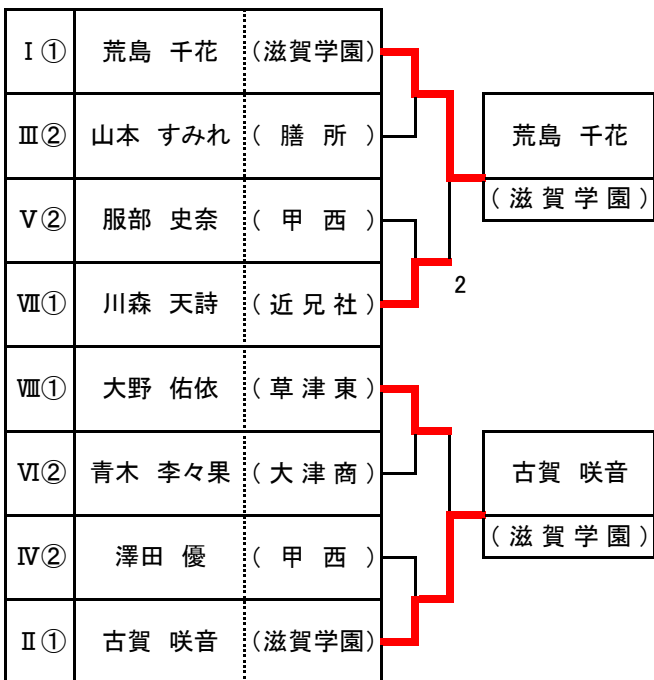 Ⅰ① 荒島 千花 (滋賀学園)
Ⅲ② 山本 すみれ ( 膳 所 )
荒島 千花
Ⅴ② 服部 史奈 ( 甲 西 )
(滋賀学園)
2
Ⅶ① 川森 天詩 (近兄社)
Ⅷ① 大野 佑依 (草津東)
Ⅵ② 青木 李々果 (大津商)
古賀 咲音
Ⅳ② 澤田 優 ( 甲 西 )
(滋賀学園)
Ⅱ① 古賀 咲音 (滋賀学園)